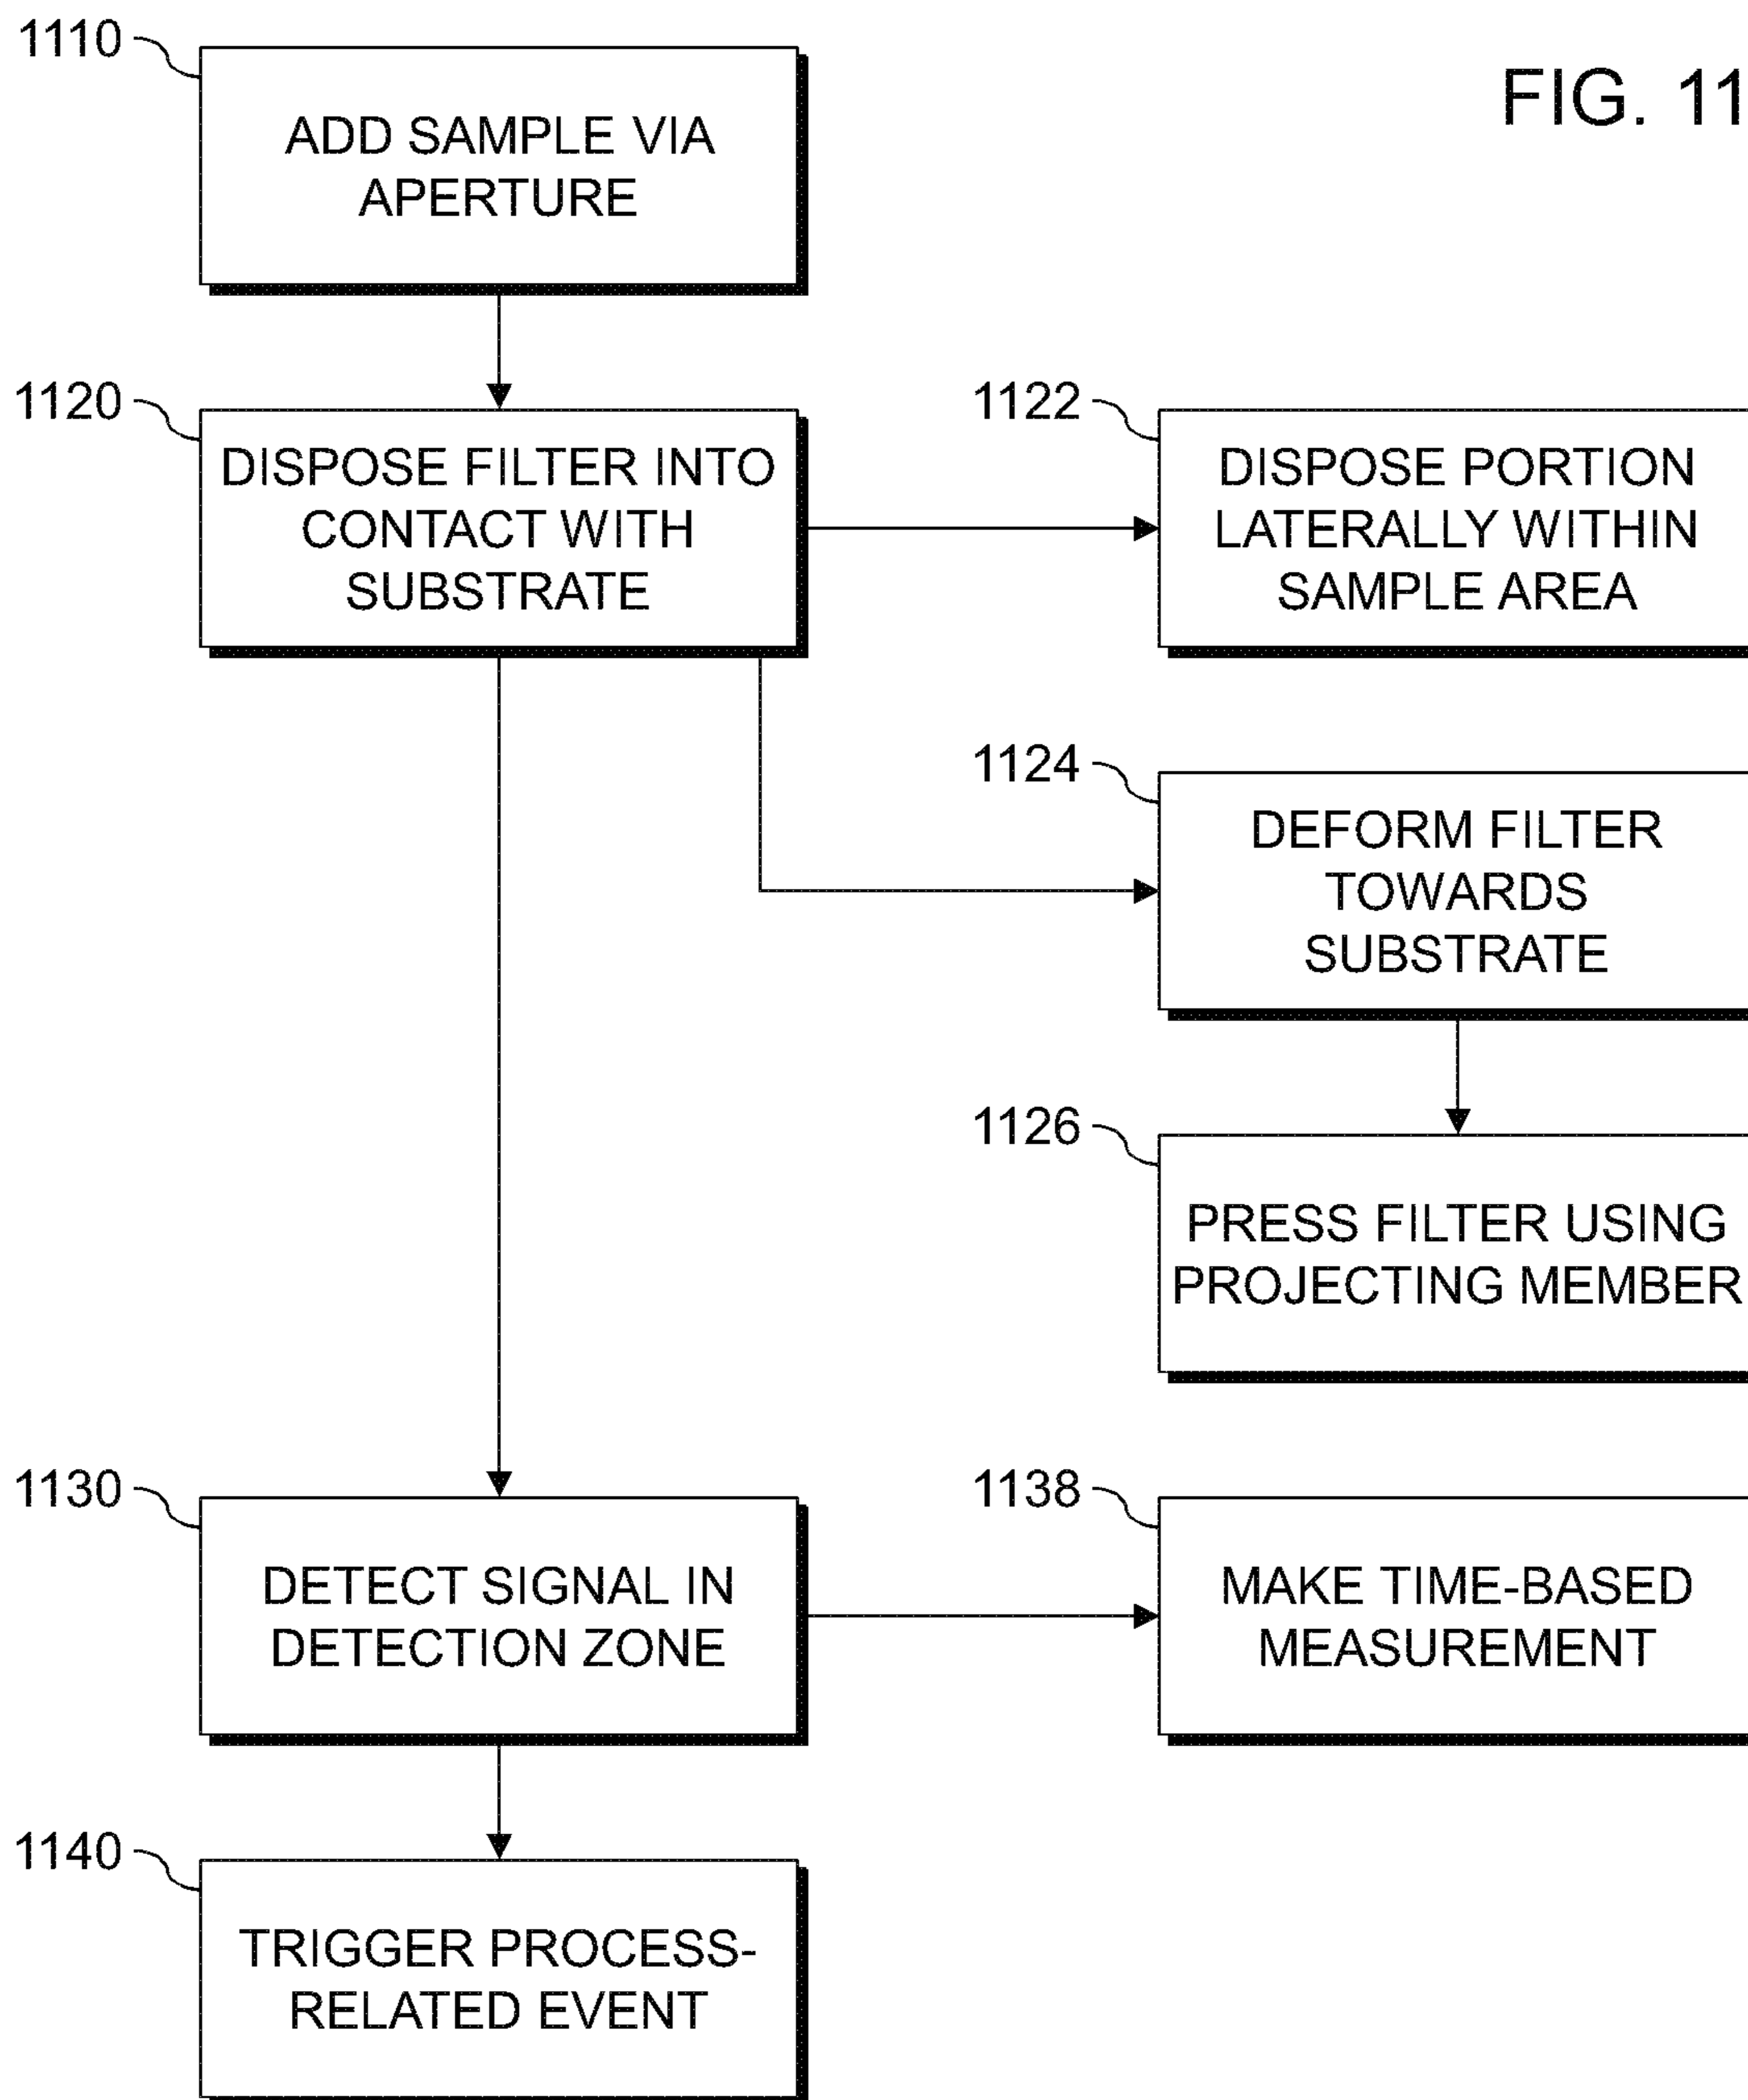 FIG. 11
1110
ADD SAMPLE VIA
APERTURE
1120
DISPOSE FILTER INTO
CONTACT WITH
SUBSTRATE
1122
DISPOSE PORTION
LATERALLY WITHIN
SAMPLE AREA
1124
DEFORM FILTER
TOWARDS
SUBSTRATE
1126
PRESS FILTER USING
PROJECTING MEMBER
1130
DETECT SIGNAL IN
DETECTION ZONE
1138
MAKE TIME-BASED
MEASUREMENT
1140
TRIGGER PROCESS-
RELATED EVENT